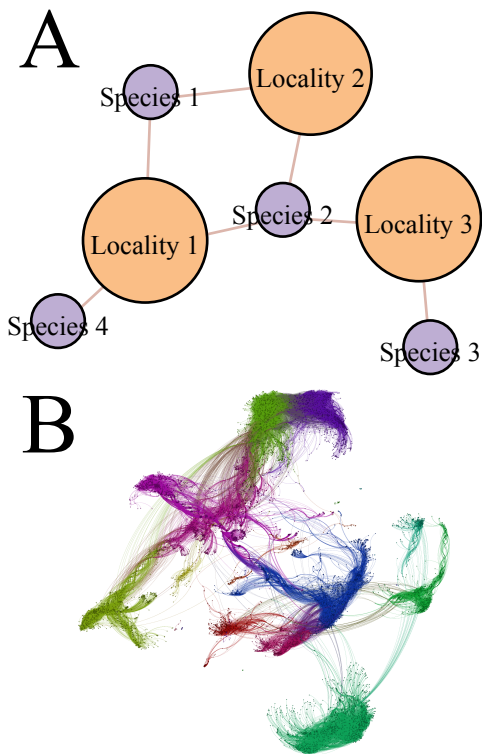 A
Locality 2
Species 1
Species 2
Locality 3
Locality 1
Species 4
Species 3
B